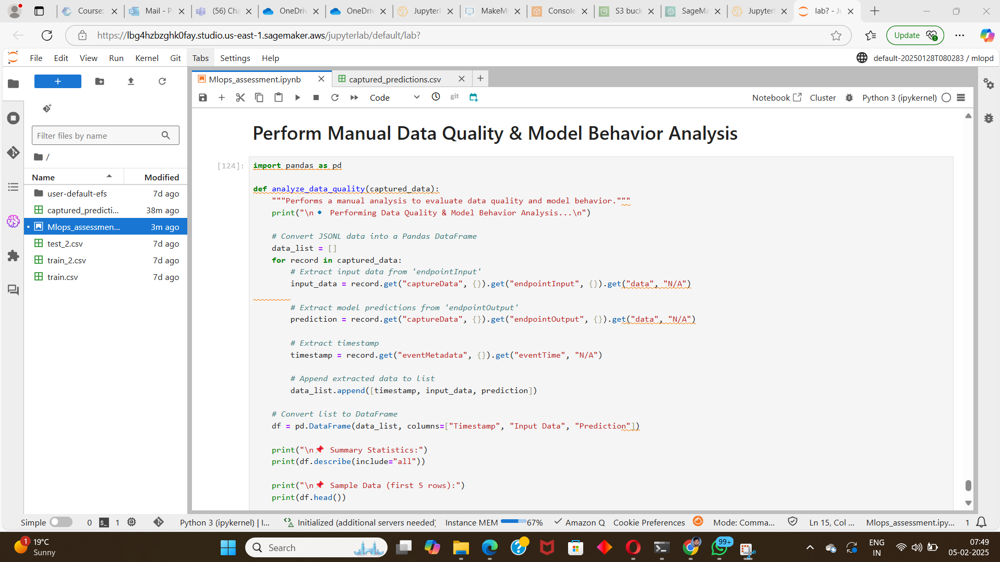 Course:
Mail - P
(56) Cha
OneDriv
OneDriv
Jupyterl
MakeMy
Console
S3 buck
SageMa
Jupyterl
lab? - Ju
https://lbg4hzbzghk0fay.studio.us-east-1.sagemaker.aws/jupyterlab/default/lab?
Update
File Edit View Run Kernel Git Tabs Settings Help
default-20250128T080283 / mlopd
Mlops_assessment.ipynb
captured_predictions.csv
Code
git
Notebook
Cluster
Python 3 (ipykernel)
Filter files by name
/
Name Modified
user-default-efs 7d ago
captured_predicti... 38m ago
Mlops_assessmen... 3m ago
test_2.csv 7d ago
train_2.csv 7d ago
train.csv 7d ago
Perform Manual Data Quality & Model Behavior Analysis
[124]:
import pandas as pd
def analyze_data_quality(captured_data):
"""Performs a manual analysis to evaluate data quality and model behavior."""
print("\n🔹 Performing Data Quality & Model Behavior Analysis...\n")
# Convert JSONL data into a Pandas DataFrame
data_list = []
for record in captured_data:
# Extract input data from 'endpointInput'
input_data = record.get("captureData", {}).get("endpointInput", {}).get("data", "N/A")
# Extract model predictions from 'endpointOutput'
prediction = record.get("captureData", {}).get("endpointOutput", {}).get("data", "N/A")
# Extract timestamp
timestamp = record.get("eventMetadata", {}).get("eventTime", "N/A")
# Append extracted data to list
data_list.append([timestamp, input_data, prediction])
# Convert list to DataFrame
df = pd.DataFrame(data_list, columns=["Timestamp", "Input Data", "Prediction"])
print("\n📌 Summary Statistics:")
print(df.describe(include="all"))
print("\n📌 Sample Data (first 5 rows):")
print(df.head())
Simple 0 1 Python 3 (ipykernel) | I... Initialized (additional servers needed) Instance MEM 67% Amazon Q Cookie Preferences Mode: Comma... Ln 15, Col ... Mlops_assessment.ipy... 1
1
19°C
Sunny
Search
99+
ENG
IN
07:49
05-02-2025